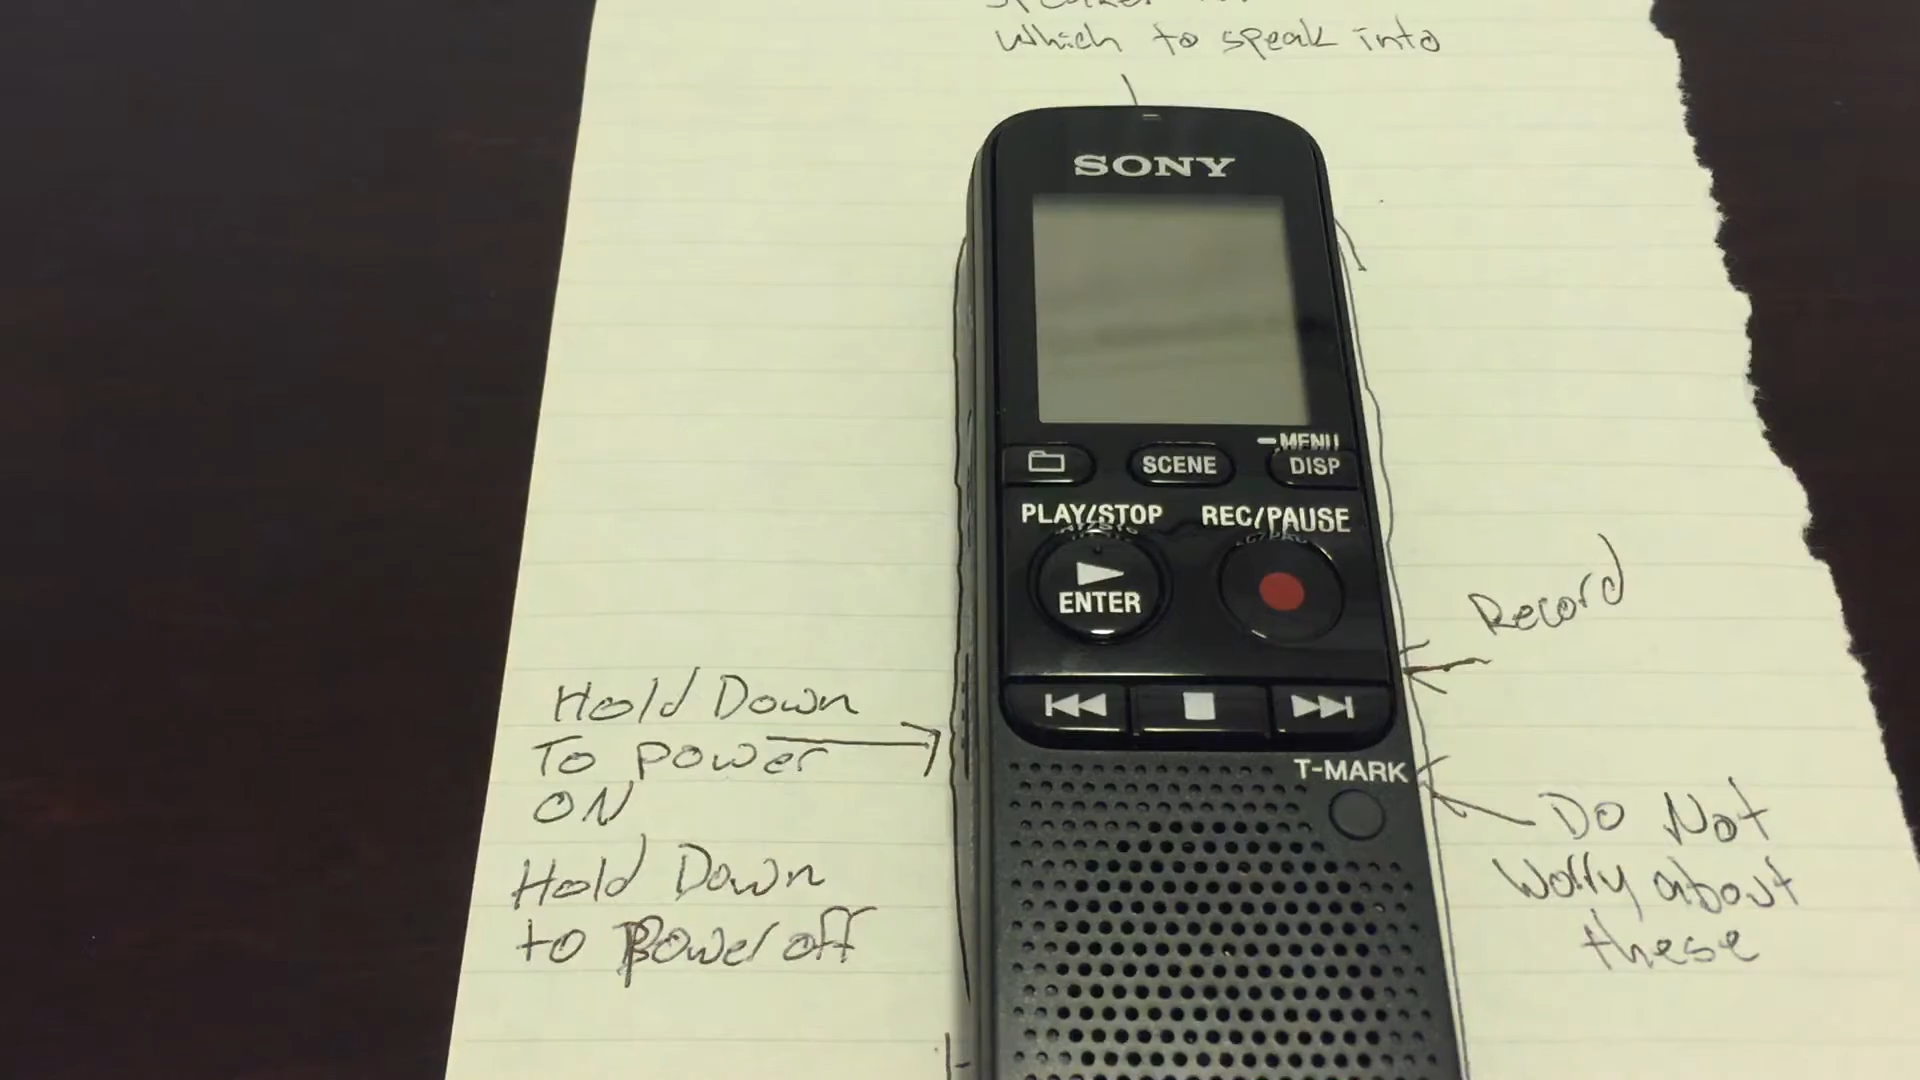 which to speak into
SONY
MENU
SCENE
DISP
PLAY/STOP
REC/PAUSE
ENTER
Record
Hold Down
To power
ON
Hold Down
to Power off
T-MARK
Do Not
Worry about
these